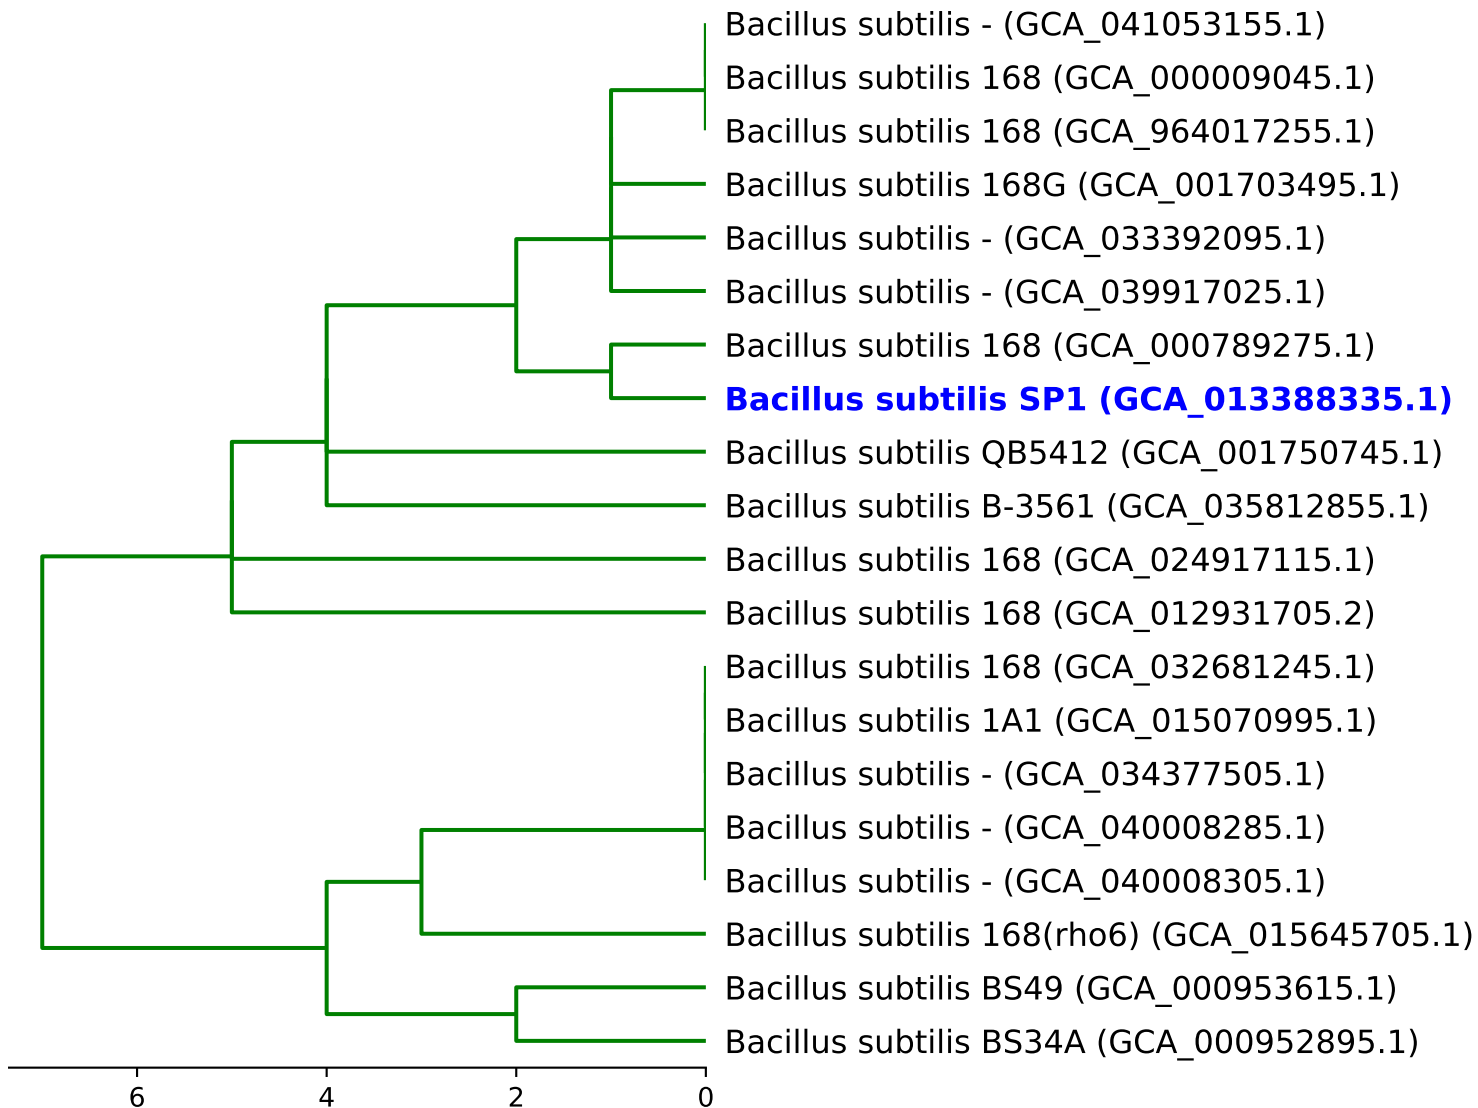 Bacillus subtilis - (GCA_041053155.1)
Bacillus subtilis 168 (GCA_000009045.1)
Bacillus subtilis 168 (GCA_964017255.1)
Bacillus subtilis 168G (GCA_001703495.1)
Bacillus subtilis - (GCA_033392095.1)
Bacillus subtilis - (GCA_039917025.1)
Bacillus subtilis 168 (GCA_000789275.1)
Bacillus subtilis SP1 (GCA_013388335.1)
Bacillus subtilis QB5412 (GCA_001750745.1)
Bacillus subtilis B-3561 (GCA_035812855.1)
Bacillus subtilis 168 (GCA_024917115.1)
Bacillus subtilis 168 (GCA_012931705.2)
Bacillus subtilis 168 (GCA_032681245.1)
Bacillus subtilis 1A1 (GCA_015070995.1)
Bacillus subtilis - (GCA_034377505.1)
Bacillus subtilis - (GCA_040008285.1)
Bacillus subtilis - (GCA_040008305.1)
Bacillus subtilis 168(rho6) (GCA_015645705.1)
Bacillus subtilis BS49 (GCA_000953615.1)
Bacillus subtilis BS34A (GCA_000952895.1)
6 4 2 0